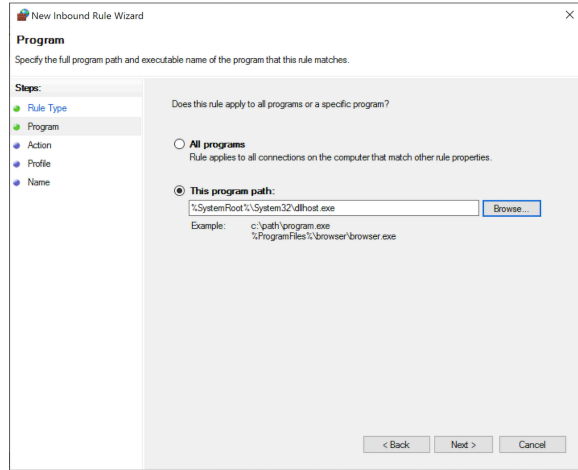 New Inbound Rule Wizard
Program
Specify the full program path and executable name of the program that this rule matches.
Steps:
Rule Type
Program
Action
Profile
Name
Does this rule apply to all programs or a specific program?
All programs
Rule applies to all connections on the computer that match other rule properties.
This program path:
%SystemRoot%\System32\dllhost.exe
Browse...
Example: c:\path\program.exe
%ProgramFiles%\browser\browser.exe
< Back Next > Cancel